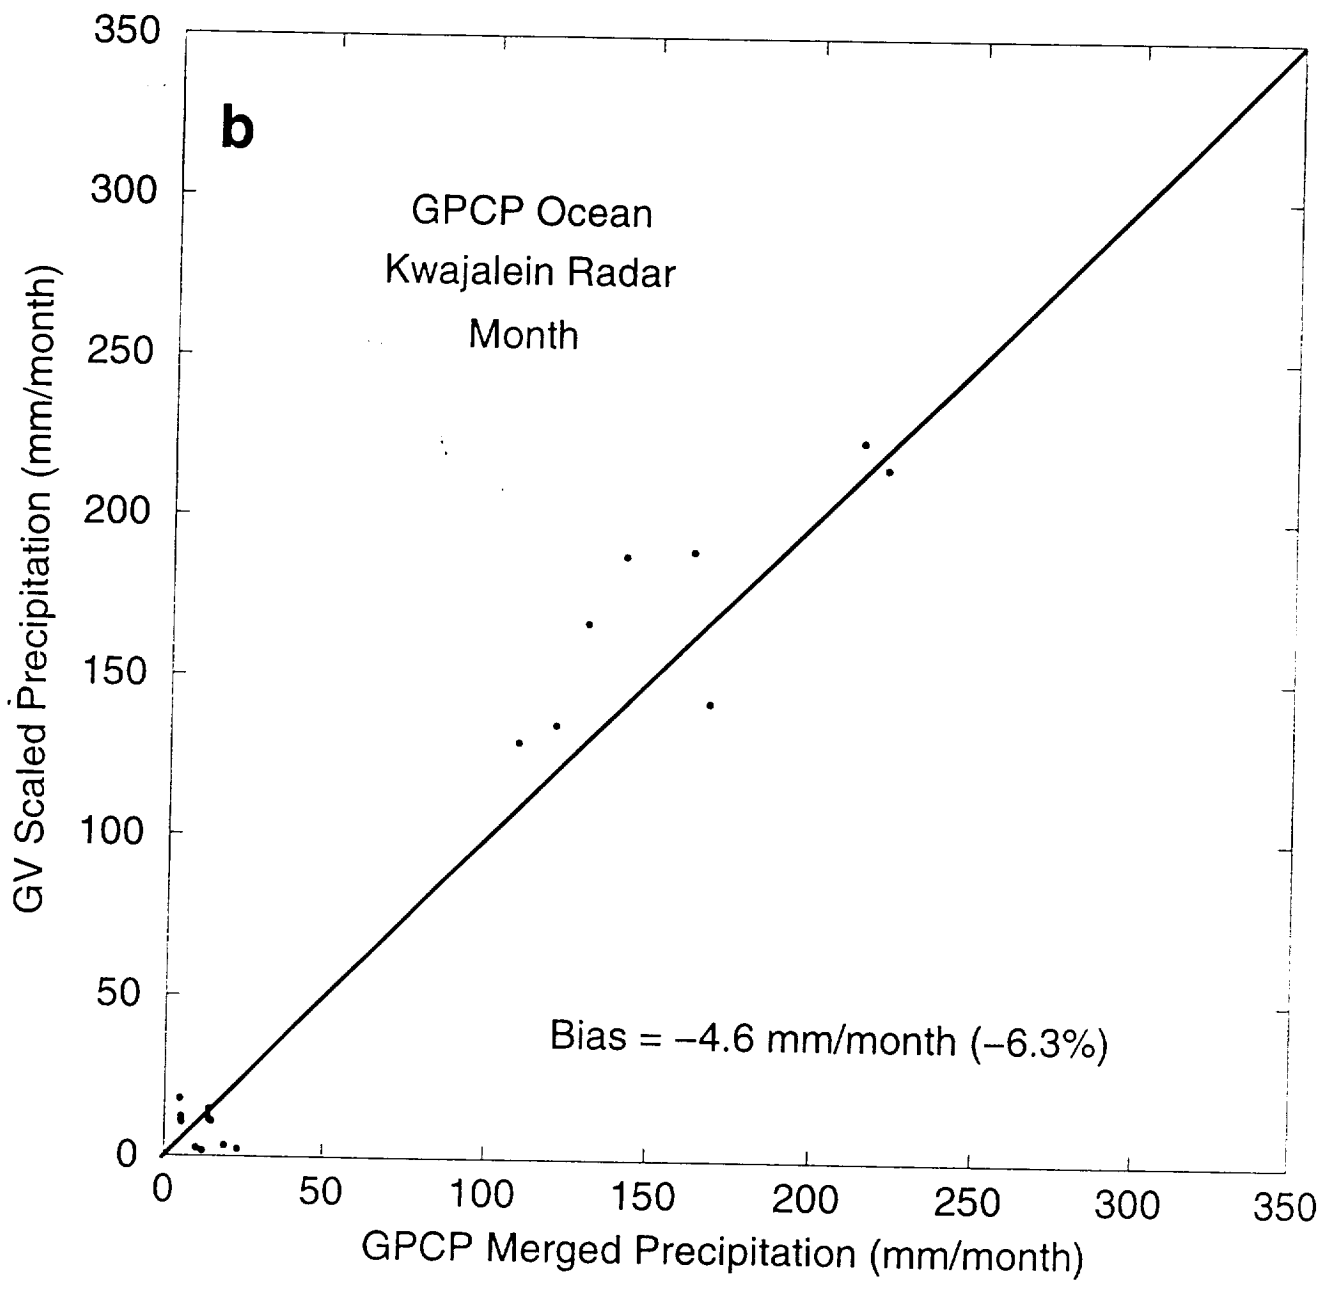 350
b
300
GPCP Ocean
Kwajalein Radar
Month
250
200
150
100
50
0
GV Scaled Precipitation (mm/month)
Bias = −4.6 mm/month (−6.3%)
0 50 100 150 200 250 300 350
GPCP Merged Precipitation (mm/month)